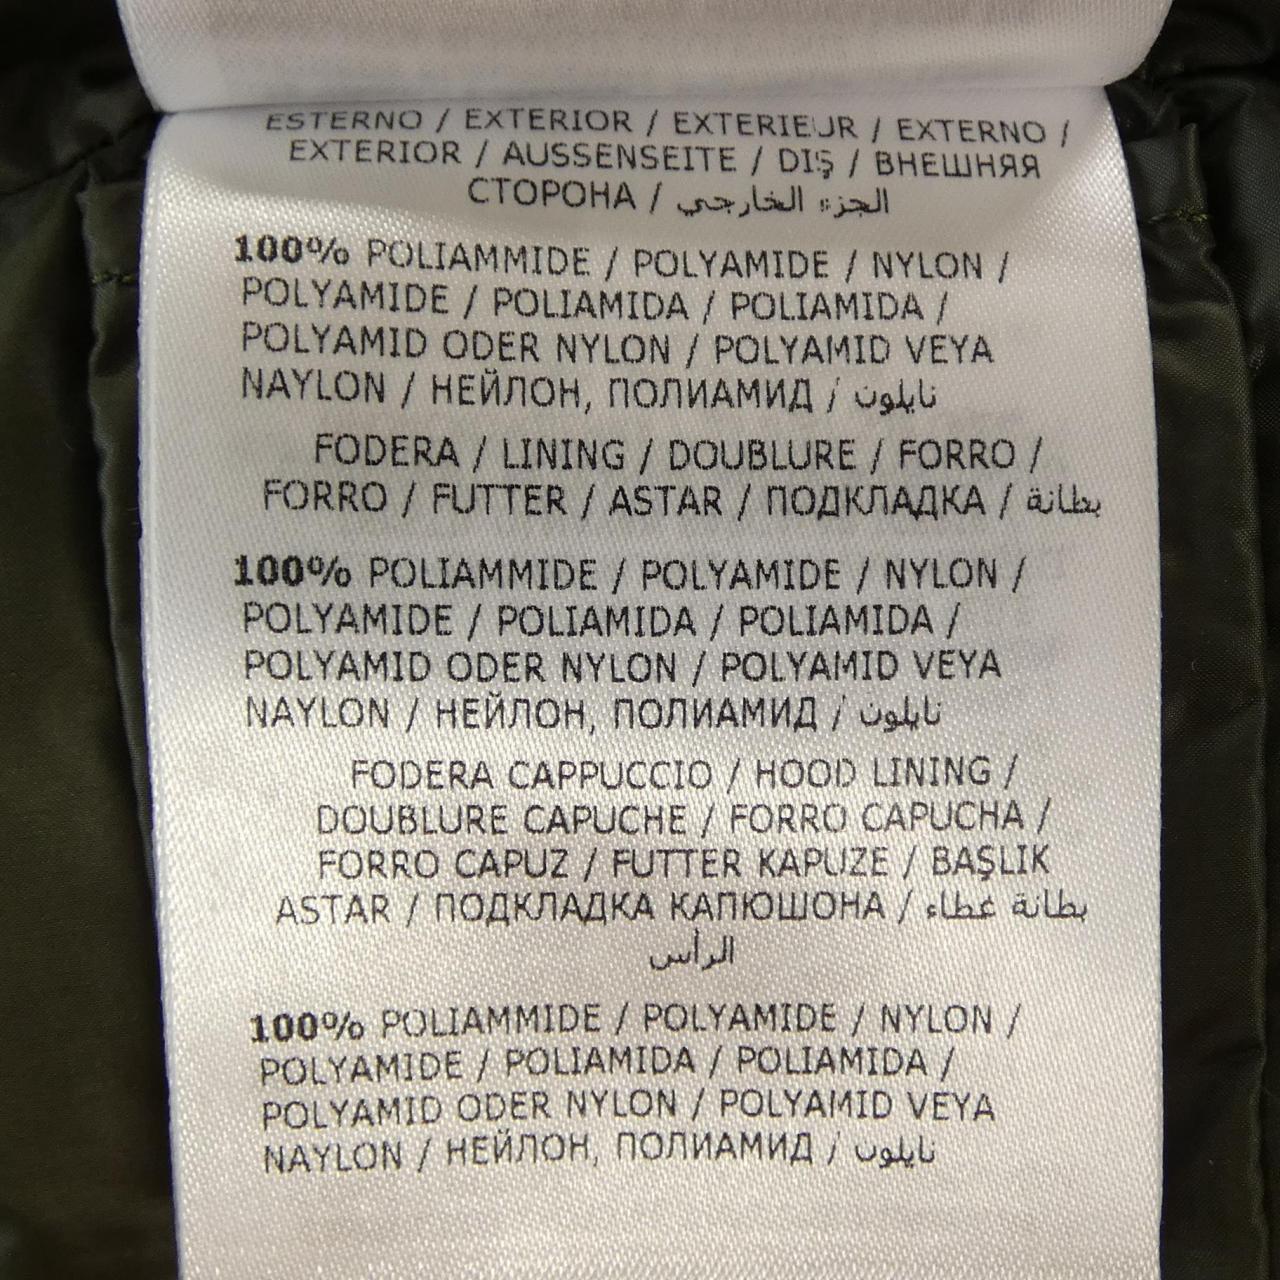 ESTERNO / EXTERIOR / EXTERIEUR / EXTERNO /
EXTERIOR / AUSSENSEITE / DIŞ / ВНЕШНЯЯ
СТОРОНА / الجزء الخارجي
100% POLIAMMIDE / POLYAMIDE / NYLON /
POLYAMIDE / POLIAMIDA / POLIAMIDA /
POLYAMID ODER NYLON / POLYAMID VEYA
NAYLON / НЕЙЛОН, ПОЛИАМИД / نايلون
FODERA / LINING / DOUBLURE / FORRO /
FORRO / FUTTER / ASTAR / ПОДКЛАДКА / بطانة
100% POLIAMMIDE / POLYAMIDE / NYLON /
POLYAMIDE / POLIAMIDA / POLIAMIDA /
POLYAMID ODER NYLON / POLYAMID VEYA
NAYLON / НЕЙЛОН, ПОЛИАМИД / نايلون
FODERA CAPPUCCIO / HOOD LINING /
DOUBLURE CAPUCHE / FORRO CAPUCHA /
FORRO CAPUZ / FUTTER KAPUZE / BAŞLIK
ASTAR / ПОДКЛАДКА КАПЮШОНА / بطانة غطاء
الرأس
100% POLIAMMIDE / POLYAMIDE / NYLON /
POLYAMIDE / POLIAMIDA / POLIAMIDA /
POLYAMID ODER NYLON / POLYAMID VEYA
NAYLON / НЕЙЛОН, ПОЛИАМИД / نايلون